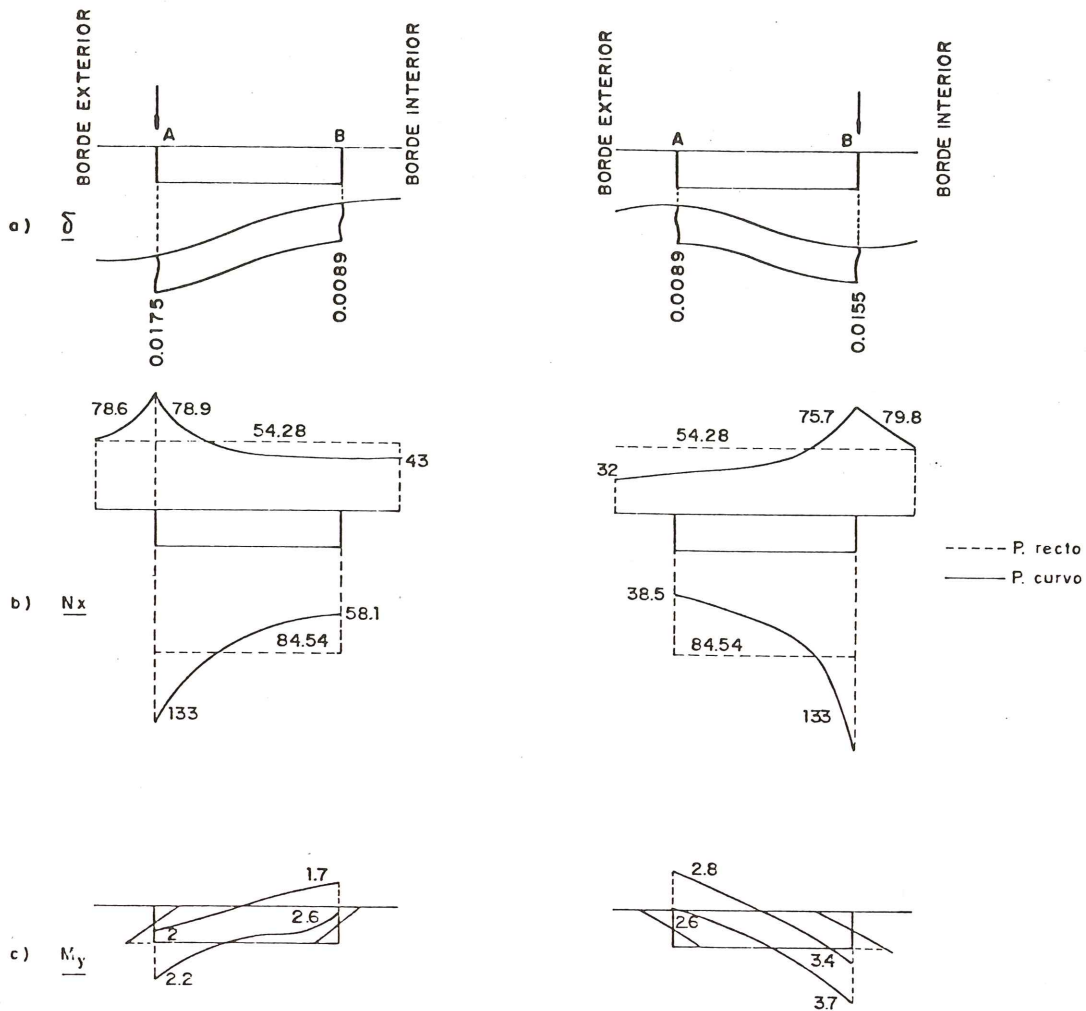 BORDE EXTERIOR
BORDE INTERIOR
BORDE EXTERIOR
BORDE INTERIOR
A
B
A
B
a) δ
0.0175
0.0089
0.0089
0.0155
78.6
78.9
54.28
43
32
54.28
75.7
79.8
P. recto
P. curvo
b) Nx
58.1
84.54
133
38.5
84.54
133
1.7
2.6
2
2.2
2.8
2.6
3.4
3.7
c) My